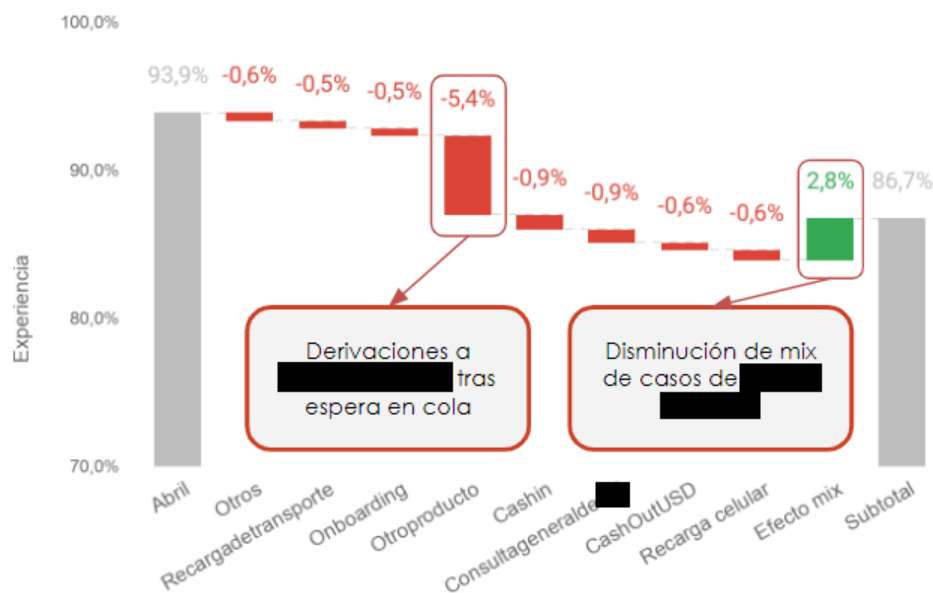 100,0%
93,9%
-0,6%
-0,5%
-0,5%
-5,4%
90,0%
-0,9%
-0,9%
-0,6%
-0,6%
2,8%
86,7%
Experiencia
80,0%
Derivaciones a
tras
espera en cola
Disminución de mix
de casos de
70,0%
Abril
Otros
Recargadetransporte
Onboarding
Otroproducto
Cashin
Consultageneralde
CashOutUSD
Recarga celular
Efecto mix
Subtotal